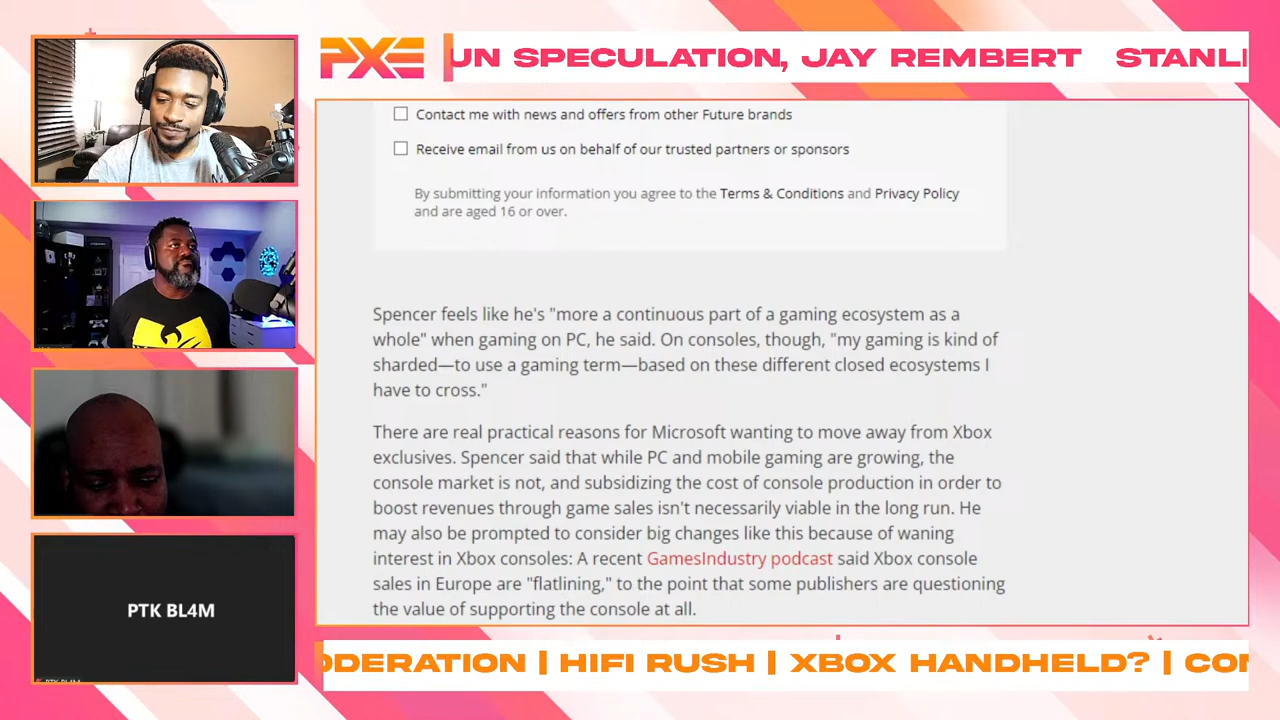 PXE
UN SPECULATION, JAY REMBERT STANLI
Contact me with news and offers from other Future brands
Receive email from us on behalf of our trusted partners or sponsors
By submitting your information you agree to the Terms & Conditions and Privacy Policy
and are aged 16 or over.
Spencer feels like he's "more a continuous part of a gaming ecosystem as a
whole" when gaming on PC, he said. On consoles, though, "my gaming is kind of
sharded—to use a gaming term—based on these different closed ecosystems I
have to cross."
There are real practical reasons for Microsoft wanting to move away from Xbox
exclusives. Spencer said that while PC and mobile gaming are growing, the
console market is not, and subsidizing the cost of console production in order to
boost revenues through game sales isn't necessarily viable in the long run. He
may also be prompted to consider big changes like this because of waning
interest in Xbox consoles: A recent GamesIndustry podcast said Xbox console
sales in Europe are "flatlining," to the point that some publishers are questioning
the value of supporting the console at all.
PTK BL4M
ODERATION | HIFI RUSH | XBOX HANDHELD? | CON